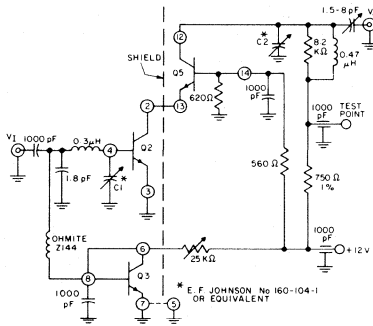 1.5-8 pF
V
12
*
C2
8.2
KΩ
0.47
μH
SHIELD
Q5
14
2
13
620Ω
1000
pF
1000
pF
TEST
POINT
VI
1000 pF
0.3μH
4
Q2
1.8 pF
*
C1
3
560Ω
750Ω
1%
OHMITE
Z144
6
25 KΩ
1000
pF
+12V
8
Q3
1000
pF
7
5
* E. F. JOHNSON No 160-104-1
OR EQUIVALENT